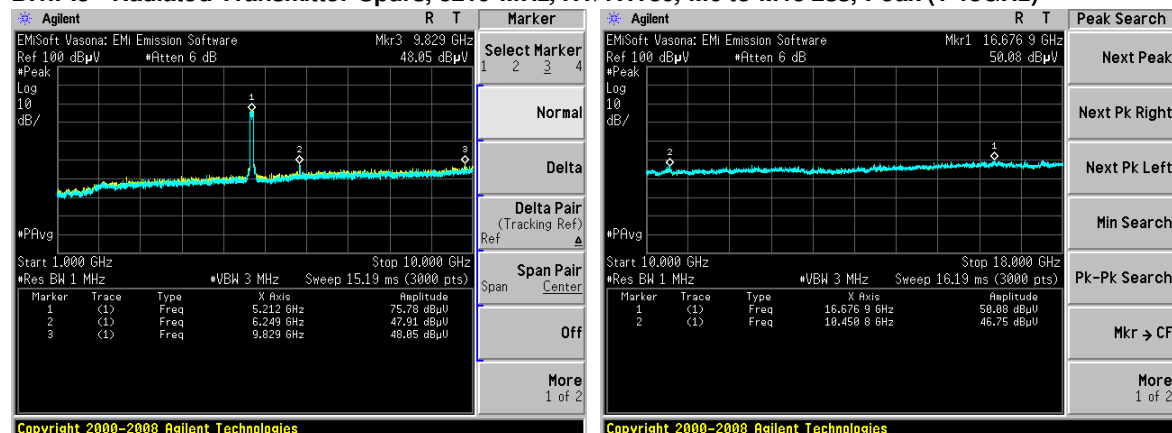 Agilent R T Marker
EMiSoft Vasona: EMi Emission Software Mkr3 9.829 GHz
Ref 100 dBµV #Atten 6 dB 48.05 dBµV
#Peak
Log
10
dB/
1
2
3
#PAvg
Start 1.000 GHz Stop 10.000 GHz
#Res BW 1 MHz #VBW 3 MHz Sweep 15.19 ms (3000 pts)
Marker Trace Type X Axis Amplitude
1 (1) Freq 5.212 GHz 75.78 dBµV
2 (1) Freq 6.249 GHz 47.91 dBµV
3 (1) Freq 9.829 GHz 48.05 dBµV
Select Marker
1 2 3 4
Normal
Delta
Delta Pair
(Tracking Ref)
Ref Δ
Span Pair
Span Center
Off
More
1 of 2
Copyright 2000-2008 Agilent Technologies
Agilent R T Peak Search
EMiSoft Vasona: EMi Emission Software Mkr1 16.676 9 GHz
Ref 100 dBµV #Atten 6 dB 50.08 dBµV
#Peak
Log
10
dB/
2
1
#PAvg
Start 10.000 GHz Stop 18.000 GHz
#Res BW 1 MHz #VBW 3 MHz Sweep 16.19 ms (3000 pts)
Marker Trace Type X Axis Amplitude
1 (1) Freq 16.676 9 GHz 50.08 dBµV
2 (1) Freq 10.450 8 GHz 46.75 dBµV
Next Peak
Next Pk Right
Next Pk Left
Min Search
Pk-Pk Search
Mkr → CF
More
1 of 2
Copyright 2000-2008 Agilent Technologies